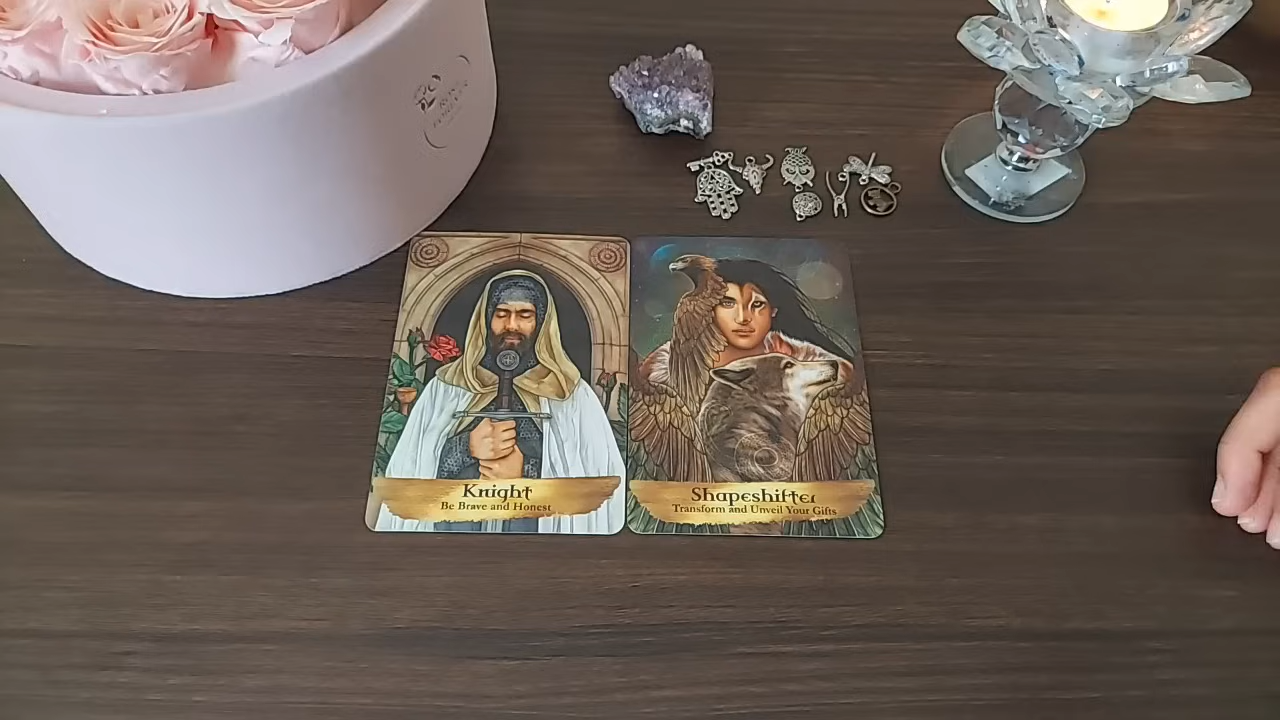 Knight
Be Brave and Honest
Shapeshifter
Transform and Unveil Your Gifts